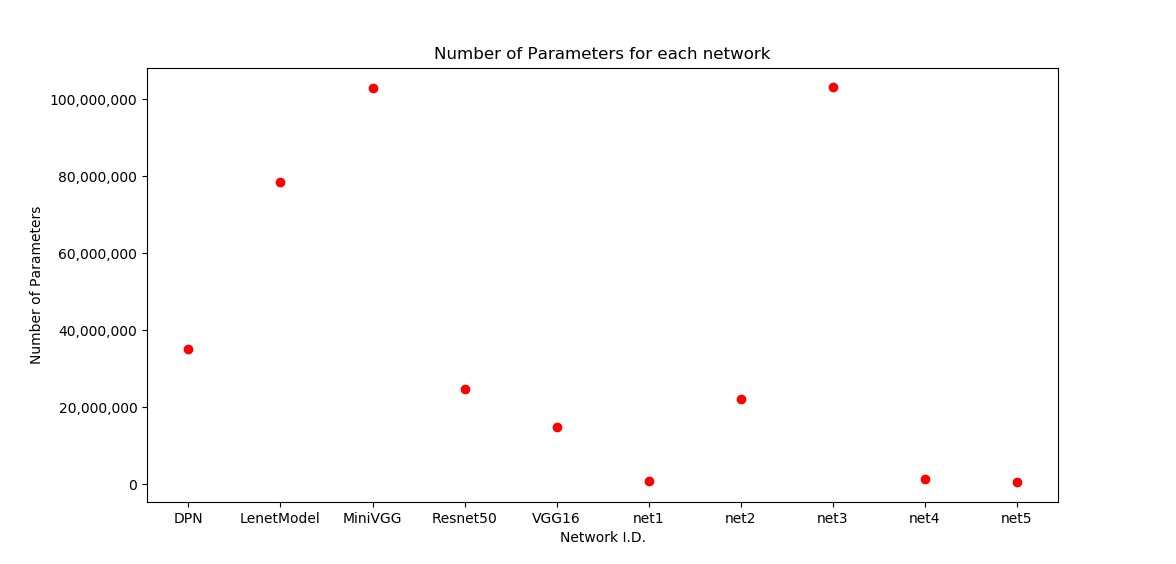 Number of Parameters for each network
Number of Parameters
100,000,000
80,000,000
60,000,000
40,000,000
20,000,000
0
DPN LenetModel MiniVGG Resnet50 VGG16 net1 net2 net3 net4 net5
Network I.D.